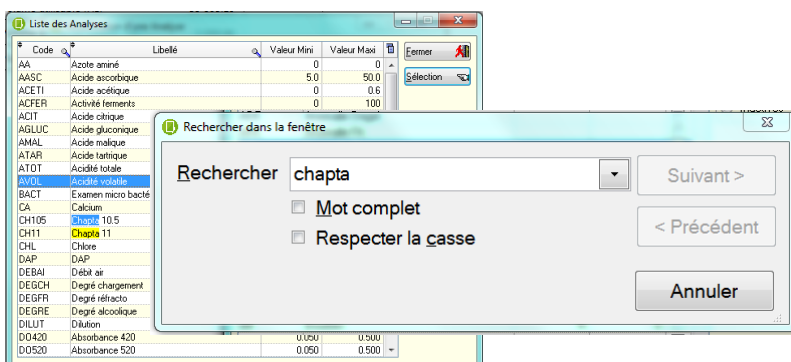 Liste des Analyses
Code Libellé Valeur Mini Valeur Maxi
AA Azote aminé 0 0
AASC Acide ascorbique 5.0 50.0
ACETI Acide acétique 0 0.6
ACFER Activité ferments 0 100
ACIT Acide citrique
AGLUC Acide gluconique
AMAL Acide malique
ATAR Acide tartrique
ATOT Acidité totale
AVOL Acidité volatile
BACT Examen micro bacté
CA Calcium
CH105 Chapta 10.5
CH11 Chapta 11
CHL Chlore
DAP DAP
DEBAI Débit air
DEGCH Degré chargement
DEGFR Degré réfracto
DEGRE Degré alcoolique
DILUT Dilution
DO420 Absorbance 420 0.050 0.500
DO520 Absorbance 520 0.050 0.500
Fermer
Sélection
Rechercher dans la fenêtre
Rechercher chapta
Mot complet
Respecter la casse
Suivant >
< Précédent
Annuler